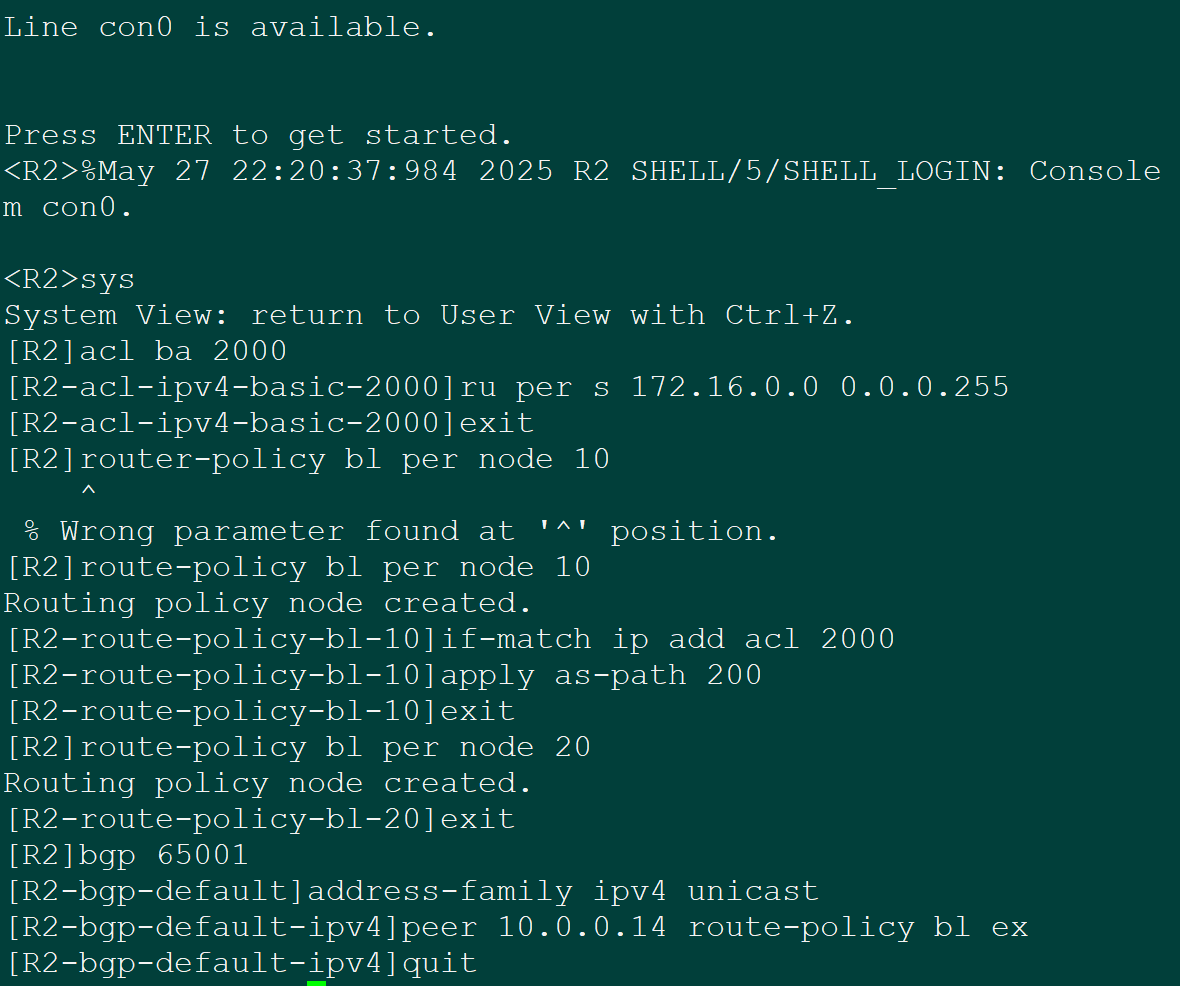 Line con0 is available.
Press ENTER to get started.
<R2>%May 27 22:20:37:984 2025 R2 SHELL/5/SHELL_LOGIN: Console
m con0.
<R2>sys
System View: return to User View with Ctrl+Z.
[R2]acl ba 2000
[R2-acl-ipv4-basic-2000]ru per s 172.16.0.0 0.0.0.255
[R2-acl-ipv4-basic-2000]exit
[R2]router-policy bl per node 10
^
% Wrong parameter found at '^' position.
[R2]route-policy bl per node 10
Routing policy node created.
[R2-route-policy-bl-10]if-match ip add acl 2000
[R2-route-policy-bl-10]apply as-path 200
[R2-route-policy-bl-10]exit
[R2]route-policy bl per node 20
Routing policy node created.
[R2-route-policy-bl-20]exit
[R2]bgp 65001
[R2-bgp-default]address-family ipv4 unicast
[R2-bgp-default-ipv4]peer 10.0.0.14 route-policy bl ex
[R2-bgp-default-ipv4]quit